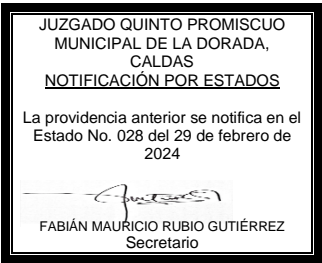 JUZGADO QUINTO PROMISCUO
MUNICIPAL DE LA DORADA,
CALDAS
NOTIFICACIÓN POR ESTADOS
La providencia anterior se notifica en el
Estado No. 028 del 29 de febrero de
2024
FABIÁN MAURICIO RUBIO GUTIÉRREZ
Secretario